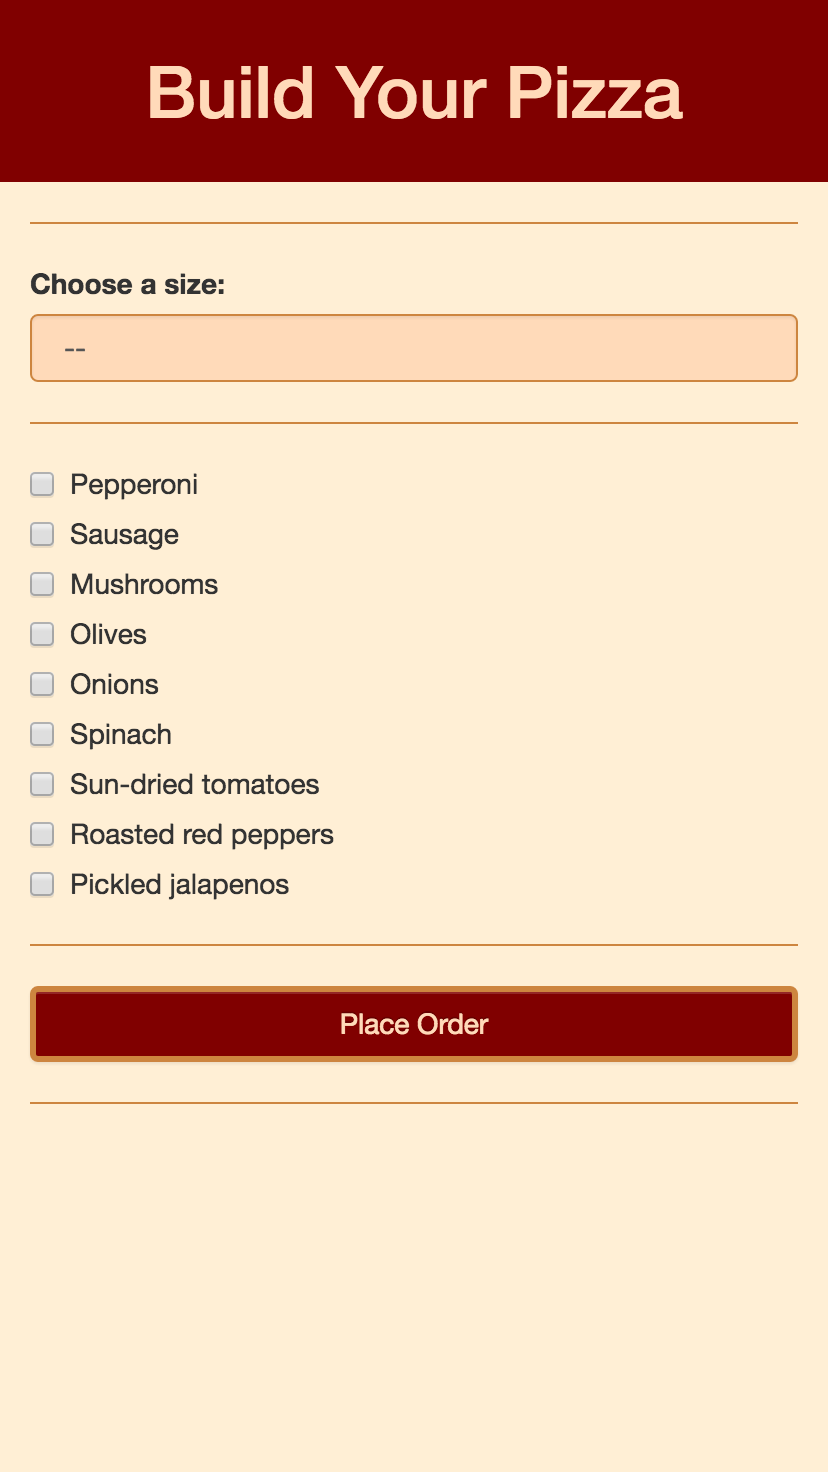 Build Your Pizza
Choose a size:
--
Pepperoni
Sausage
Mushrooms
Olives
Onions
Spinach
Sun-dried tomatoes
Roasted red peppers
Pickled jalapenos
Place Order